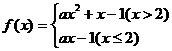 f(x) = { ax² + x − 1(x > 2)
ax − 1(x ≤ 2)